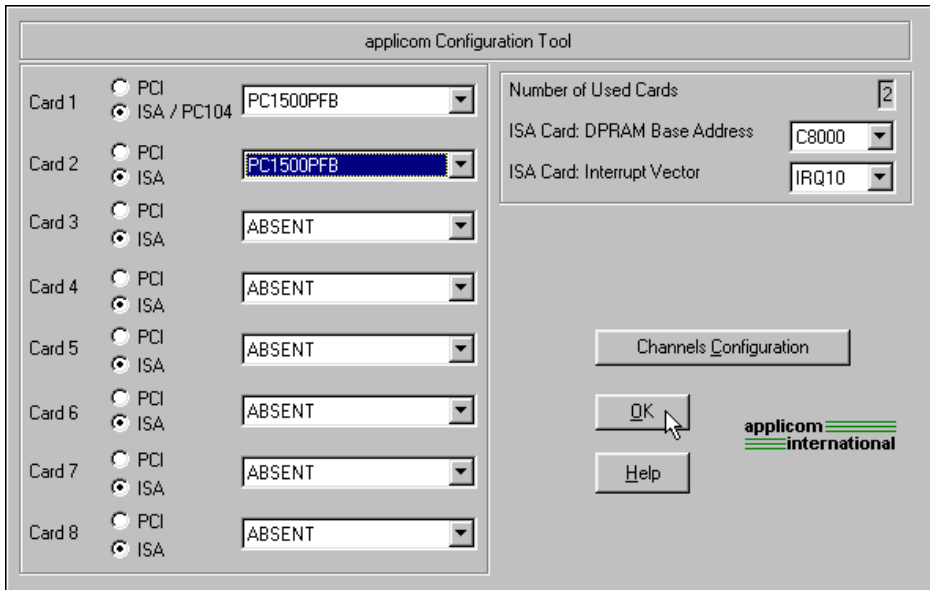 applicom Configuration Tool
Card 1
PCI
ISA / PC104
PC1500PFB
Card 2
PCI
ISA
PC1500PFB
Card 3
PCI
ISA
ABSENT
Card 4
PCI
ISA
ABSENT
Card 5
PCI
ISA
ABSENT
Card 6
PCI
ISA
ABSENT
Card 7
PCI
ISA
ABSENT
Card 8
PCI
ISA
ABSENT
Number of Used Cards 2
ISA Card: DPRAM Base Address C8000
ISA Card: Interrupt Vector IRQ10
Channels Configuration
OK
Help
applicom
international